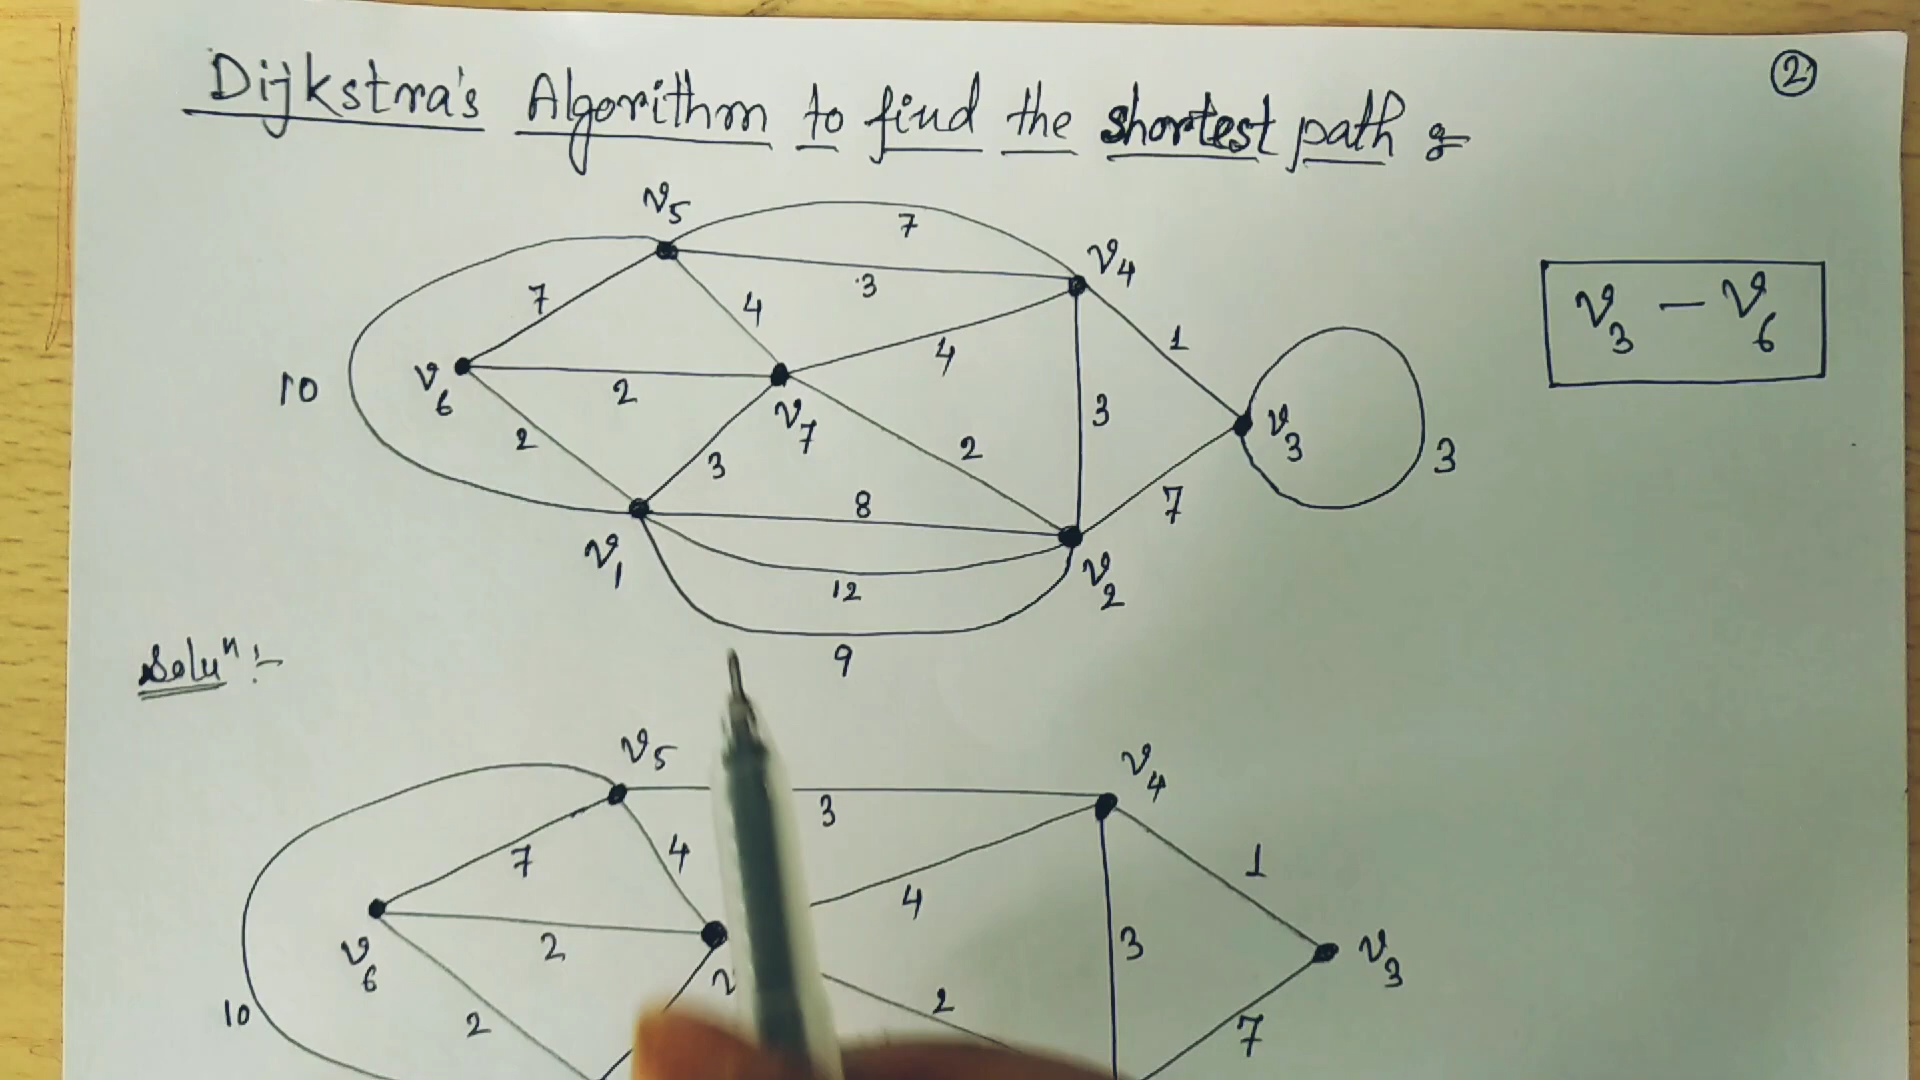 ②
Dijkstra's Algorithm to find the shortest path :-
v5
7
v4
7
3
4
v3 – v6
1
4
10
v6
2
v7
3
v3
3
2
2
3
8
7
v1
12
v2
9
Soluⁿ :-
v5
v4
3
7
4
1
4
2
3
v3
v6
10
2
2
7